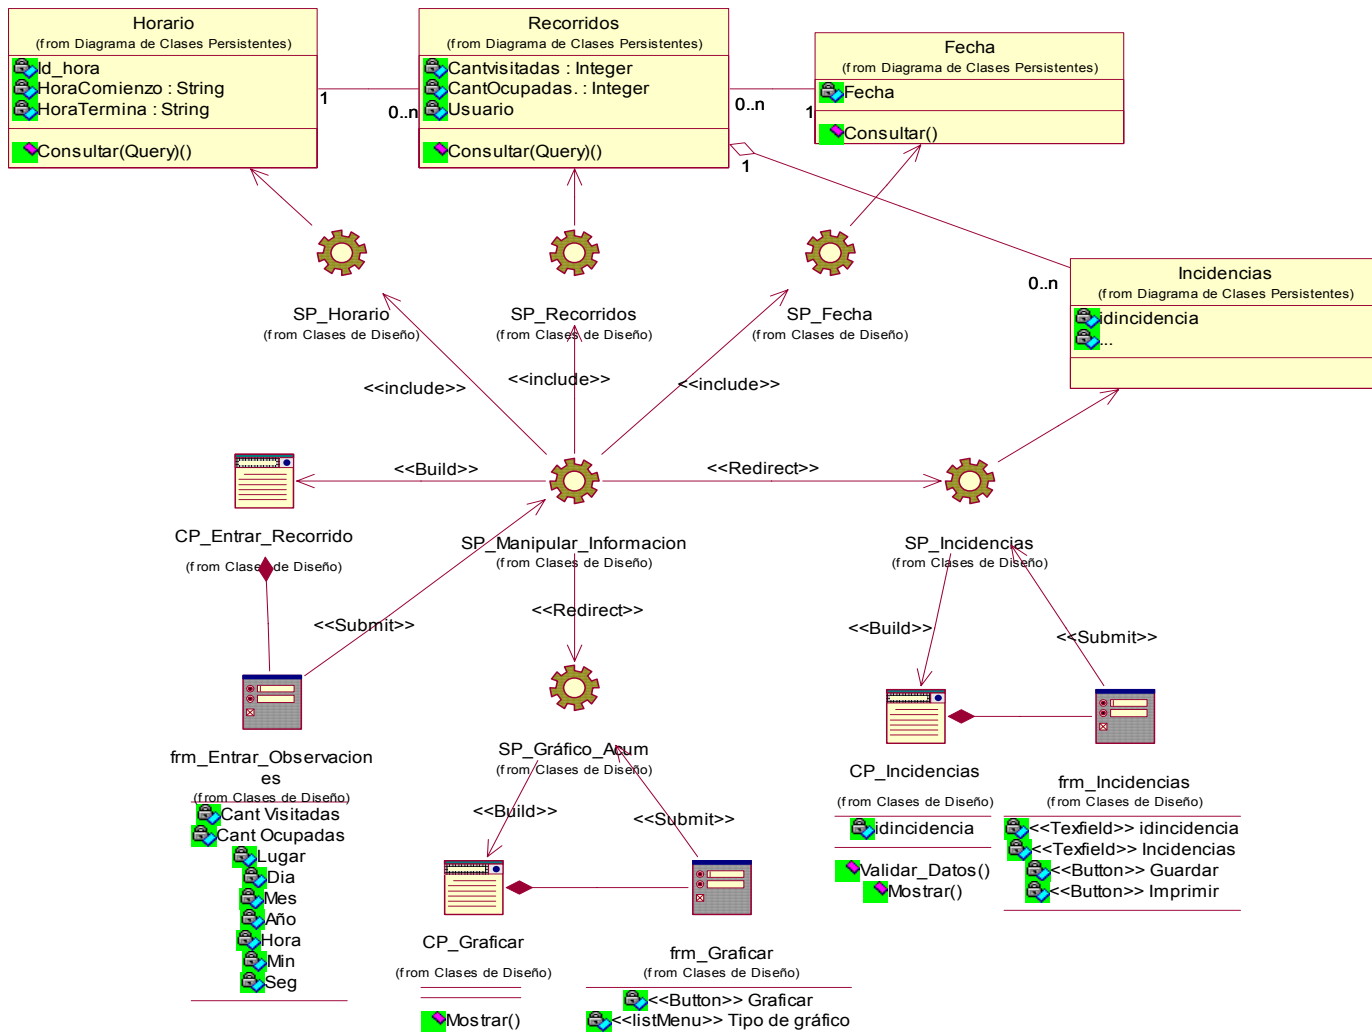 Horario
(from Diagrama de Clases Persistentes)
Id_hora
HoraComienzo : String
HoraTermina : String
Consultar(Query)()
1
0..n
Recorridos
(from Diagrama de Clases Persistentes)
Cantvisitadas : Integer
CantOcupadas. : Integer
Usuario
Consultar(Query)()
0..n
1
1
Fecha
(from Diagrama de Clases Persistentes)
Fecha
Consultar()
0..n
Incidencias
(from Diagrama de Clases Persistentes)
idincidencia
...
SP_Horario
(from Clases de Diseño)
SP_Recorridos
(from Clases de Diseño)
SP_Fecha
(from Clases de Diseño)
<<include>>
<<include>>
<<include>>
<<Build>>
<<Redirect>>
CP_Entrar_Recorrido
(from Clases de Diseño)
SP_Manipular_Informacion
(from Clases de Diseño)
SP_Incidencias
(from Clases de Diseño)
<<Submit>>
<<Redirect>>
<<Build>>
<<Submit>>
frm_Entrar_Observacion
es
(from Clases de Diseño)
Cant Visitadas
Cant Ocupadas
Lugar
Dia
Mes
Año
Hora
Min
Seg
SP_Gráfico_Acum
(from Clases de Diseño)
<<Build>>
<<Submit>>
CP_Incidencias
(from Clases de Diseño)
idincidencia
Validar_Datos()
Mostrar()
frm_Incidencias
(from Clases de Diseño)
<<Texfield>> idincidencia
<<Texfield>> Incidencias
<<Button>> Guardar
<<Button>> Imprimir
CP_Graficar
(from Clases de Diseño)
Mostrar()
frm_Graficar
(from Clases de Diseño)
<<Button>> Graficar
<<listMenu>> Tipo de gráfico